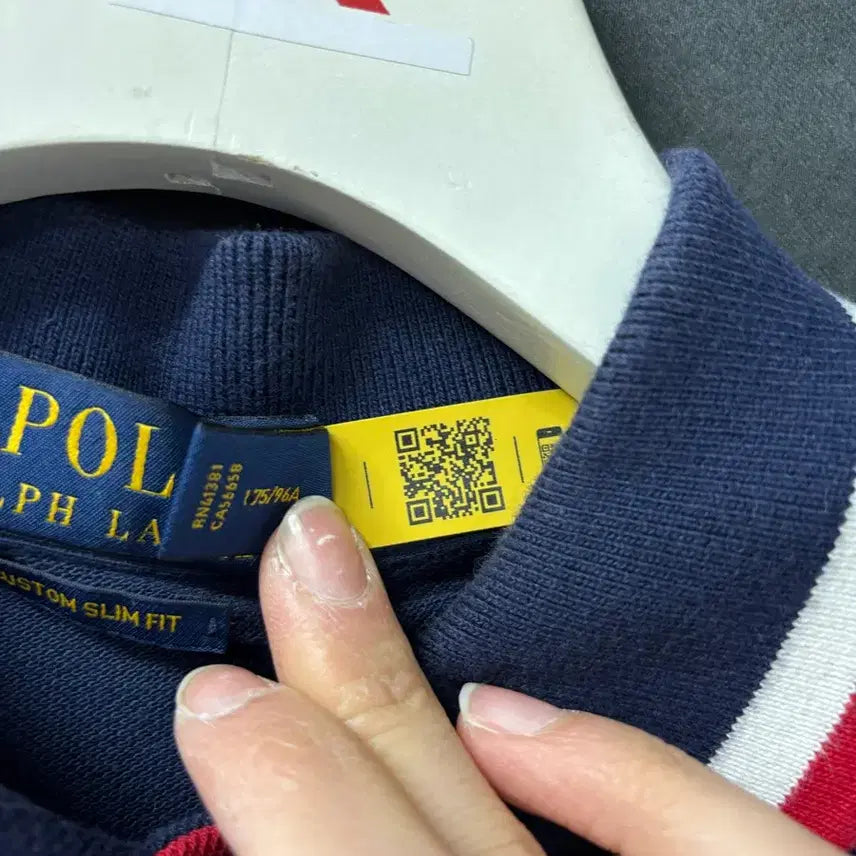 POL
LPH LA
RN41381
CA56658
175/96A
USTOM SLIM FIT